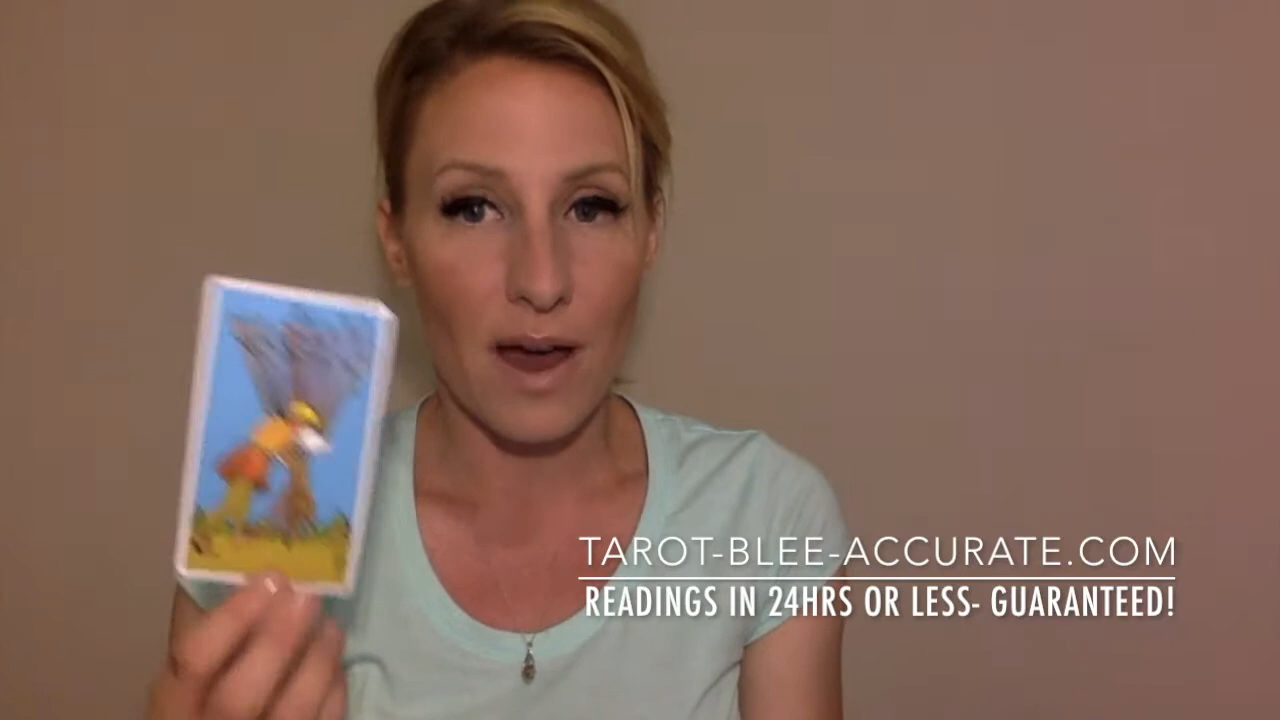 TAROT-BLEE-ACCURATE.COM
READINGS IN 24HRS OR LESS- GUARANTEED!